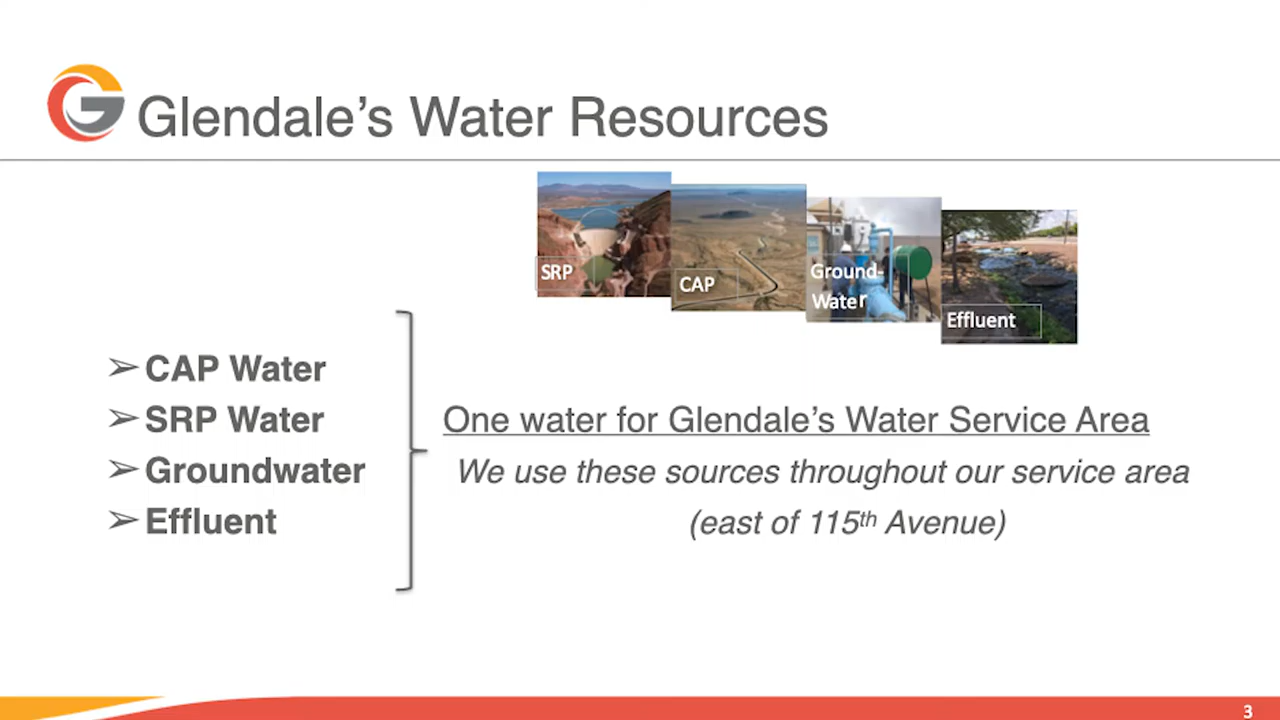 Glendale’s Water Resources
SRP
CAP
Ground-
Water
Effluent
➢ CAP Water
➢ SRP Water
➢ Groundwater
➢ Effluent
One water for Glendale’s Water Service Area
We use these sources throughout our service area
(east of 115th Avenue)
3